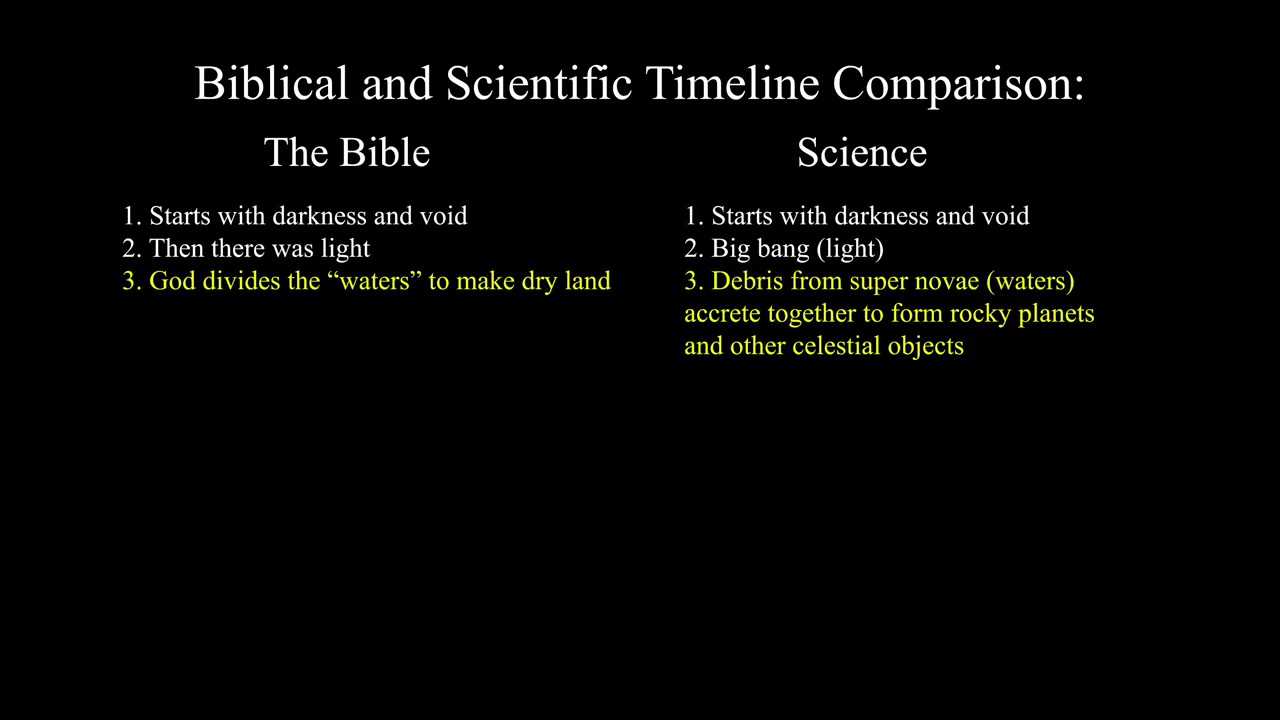 Biblical and Scientific Timeline Comparison:
The Bible
1. Starts with darkness and void
2. Then there was light
3. God divides the “waters” to make dry land
Science
1. Starts with darkness and void
2. Big bang (light)
3. Debris from super novae (waters)
accrete together to form rocky planets
and other celestial objects